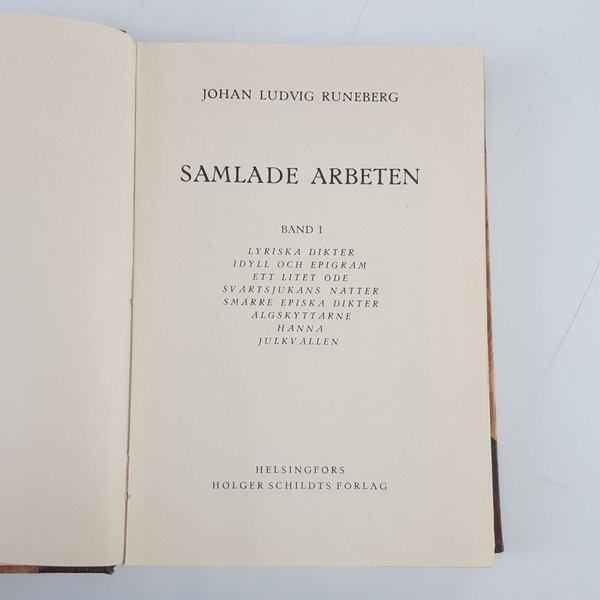 JOHAN LUDVIG RUNEBERG
SAMLADE ARBETEN
BAND I
LYRISKA DIKTER
IDYLL OCH EPIGRAM
ETT LITET ÖDE
SVARTSJUKANS NÄTTER
SMÄRRE EPISKA DIKTER
ÄLGSKYTTARNE
HANNA
JULKVÄLLEN
HELSINGFORS
HOLGER SCHILDTS FÖRLAG